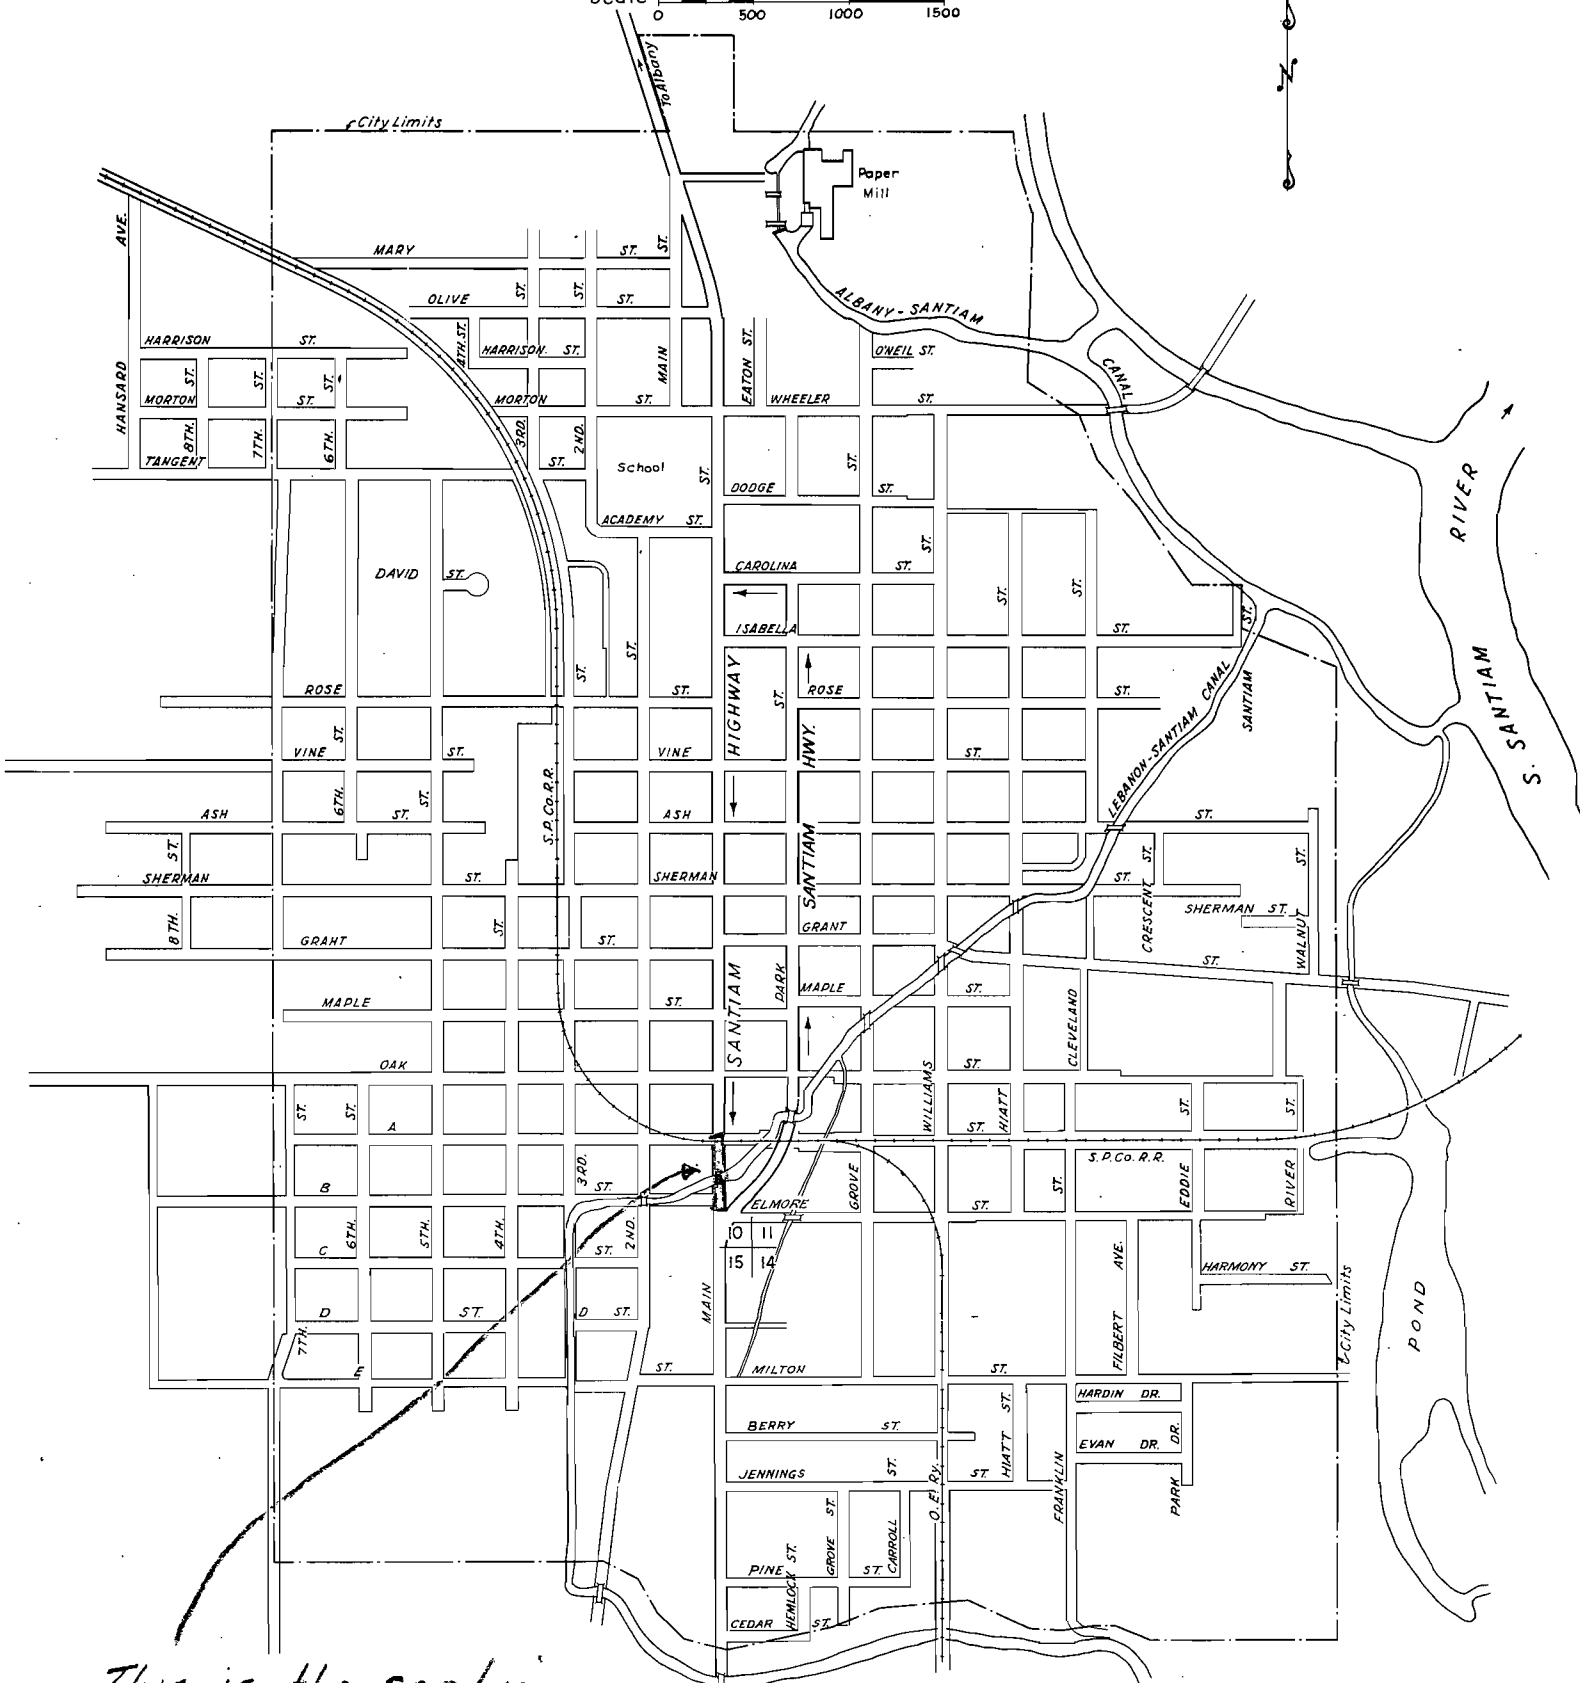 Scale 0 500 1000 1500
N
To Albany
City Limits
Paper
Mill
AVE.
MARY ST. ST.
OLIVE ST. ST. ST.
ALBANY - SANTIAM
CANAL
HARRISON ST.
4TH. ST.
HARRISON. ST.
MAIN
EATON ST.
O'NEIL ST.
HANSARD
ST. ST. ST.
MORTON ST.
MORTON ST.
WHEELER ST.
8TH. 7TH. 6TH.
3RD. 2ND.
TANGENT ST.
School
ST.
DODGE ST. ST.
ACADEMY ST.
RIVER
DAVID ST.
CAROLINA ST. ST.
ST. ST.
ISABELLA ST. ST.
ST. ST.
HIGHWAY
ROSE ST. ST. ROSE ST.
LEBANON-SANTIAM CANAL
SANTIAM
S. SANTIAM
VINE ST. ST. VINE ST.
HWY.
S.P.Co.R.R.
6TH. ST.
ASH ST. ASH ST.
ST.
SANTIAM
SHERMAN ST. SHERMAN ST.
ST. ST.
CRESCENT
SHERMAN ST.
8TH.
GRAHT ST. ST. GRANT ST.
WALNUT
SANTIAM
PARK
MAPLE ST. MAPLE ST.
CLEVELAND
OAK ST.
WILLIAMS
HIATT
ST. ST. A ST. ST. ST.
S.P.Co.R.R.
B 3RD. ST.
ELMORE GROVE ST. ST. EDDIE RIVER
10 11
15 14
C 6TH. 5TH. 4TH. ST. 2ND.
AVE.
HARMONY ST.
City Limits
POND
D ST. D ST.
MAIN
7TH.
FILBERT
E ST. MILTON ST.
HARDIN DR.
BERRY ST.
HIATT ST.
EVAN DR. DR.
JENNINGS ST. ST.
O.E. Ry.
FRANKLIN
PARK
GROVE ST.
CARROLL
PINE ST.
HEMLOCK ST.
CEDAR ST.
This is the